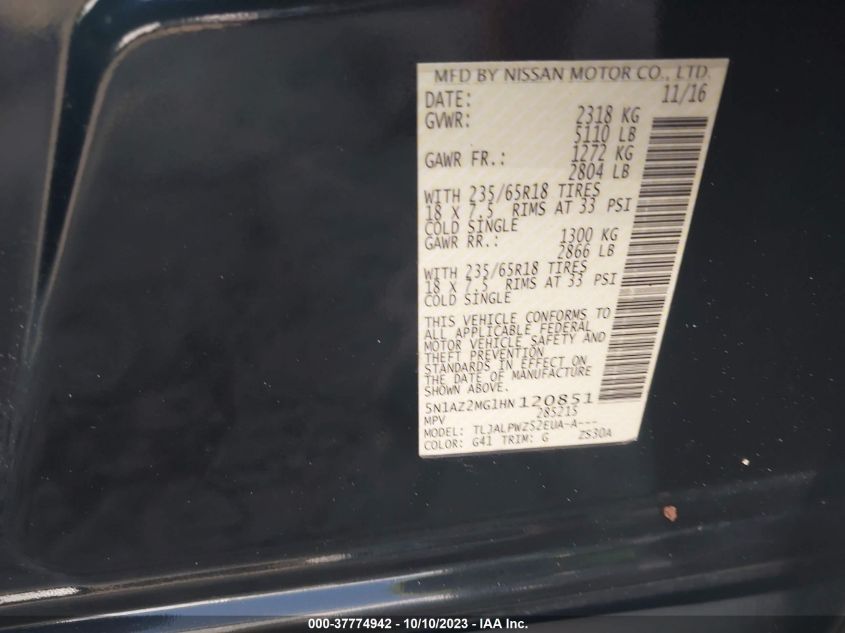 MFD BY NISSAN MOTOR CO., LTD.
DATE: 11/16
GVWR: 2318 KG
5110 LB
GAWR FR.: 1272 KG
2804 LB
WITH 235/65R18 TIRES
18 X 7.5 RIMS AT 33 PSI
COLD SINGLE
GAWR RR.: 1300 KG
2866 LB
WITH 235/65R18 TIRES
18 X 7.5 RIMS AT 33 PSI
COLD SINGLE
THIS VEHICLE CONFORMS TO
ALL APPLICABLE FEDERAL
MOTOR VEHICLE SAFETY AND
THEFT PREVENTION
STANDARDS IN EFFECT ON
THE DATE OF MANUFACTURE
SHOWN ABOVE.
5N1AZ2MG1HN120851
MPV 285215
MODEL: TLJALPWZ52EUA-A---
COLOR: G41 TRIM: G ZS30A
000-37774942 - 10/10/2023 - IAA Inc.